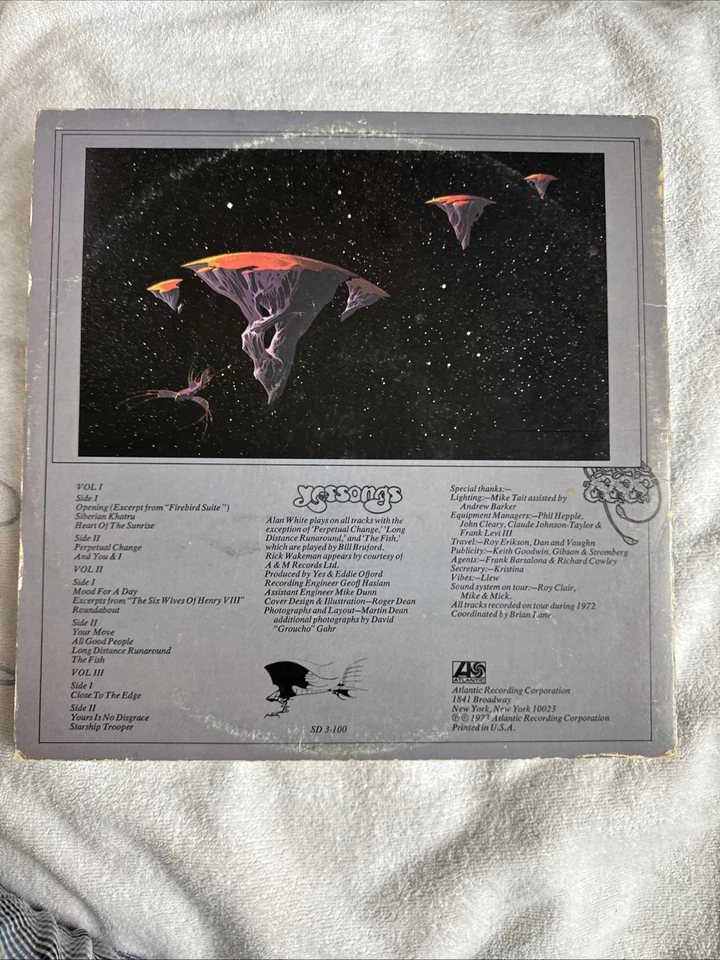 VOL I
Side I
Opening (Excerpt from “Firebird Suite”)
Siberian Khatru
Heart Of The Sunrise
Side II
Perpetual Change
And You & I
VOL II
Side I
Mood For A Day
Excerpts from “The Six Wives Of Henry VIII”
Roundabout
Side II
Your Move
All Good People
Long Distance Runaround
The Fish
VOL III
Side I
Close To The Edge
Side II
Yours Is No Disgrace
Starship Trooper
yessongs
Alan White plays on all tracks with the
exception of ‘Perpetual Change,’ ‘Long
Distance Runaround,’ and ‘The Fish,’
which are played by Bill Bruford.
Rick Wakeman appears by courtesy of
A & M Records Ltd.
Produced by Yes & Eddie Offord
Recording Engineer Geoff Haslam
Assistant Engineer Mike Dunn
Cover Design & Illustration—Roger Dean
Photographs and Layout—Martin Dean
additional photographs by David
“Groucho” Gahr
SD 3-100
Special thanks:—
Lighting:—Mike Tait assisted by
Andrew Barker
Equipment Managers:—Phil Hepple,
John Cleary, Claude Johnson-Taylor &
Frank Levi III
Travel:—Roy Erikson, Dan and Vaughn
Publicity:—Keith Goodwin, Gibson & Stromberg
Agents:—Frank Barsalona & Richard Cowley
Secretary:—Kristina
Vibes:—Llew
Sound system on tour:—Roy Clair,
Mike & Mick.
All tracks recorded on tour during 1972
Coordinated by Brian Lane
ATLANTIC
Atlantic Recording Corporation
1841 Broadway
New York, New York 10023
℗ © 1973 Atlantic Recording Corporation
Printed in U.S.A.